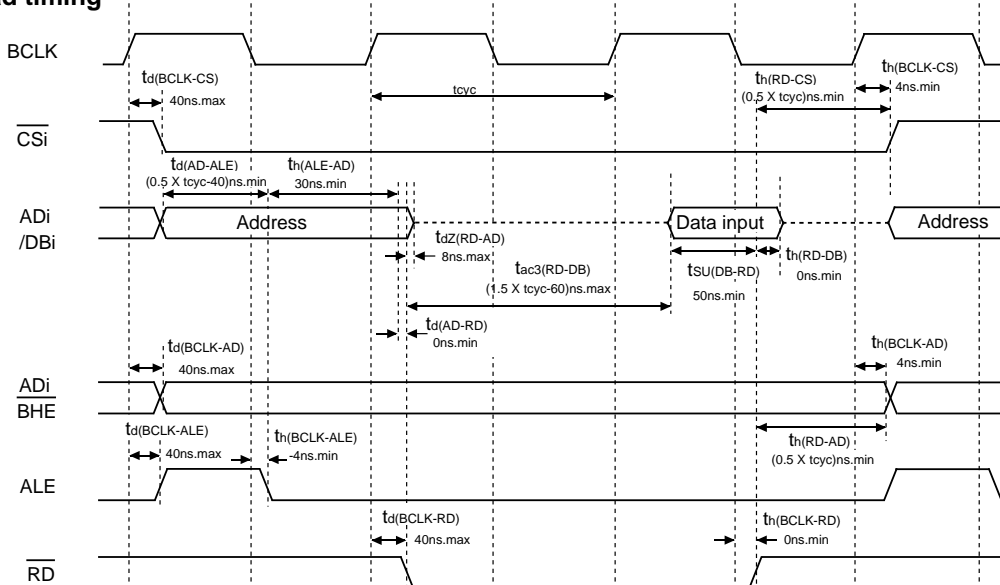 BCLK
td(BCLK-CS)
40ns.max
tcyc
th(RD-CS)
(0.5 X tcyc)ns.min
th(BCLK-CS)
4ns.min
CSi
td(AD-ALE)
(0.5 X tcyc-40)ns.min
th(ALE-AD)
30ns.min
ADi
/DBi
Address
Data input
Address
tdZ(RD-AD)
8ns.max
tac3(RD-DB)
(1.5 X tcyc-60)ns.max
tSU(DB-RD)
50ns.min
th(RD-DB)
0ns.min
td(AD-RD)
0ns.min
td(BCLK-AD)
40ns.max
th(BCLK-AD)
4ns.min
ADi
BHE
td(BCLK-ALE)
40ns.max
th(BCLK-ALE)
-4ns.min
th(RD-AD)
(0.5 X tcyc)ns.min
ALE
td(BCLK-RD)
40ns.max
th(BCLK-RD)
0ns.min
RD